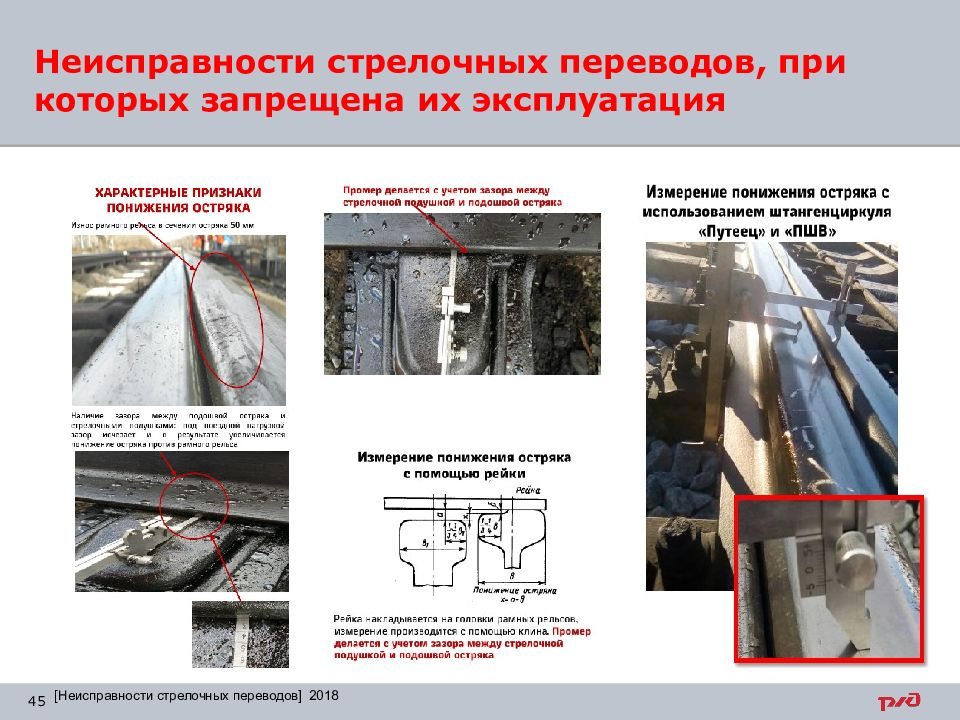 Неисправности стрелочных переводов, при
которых запрещена их эксплуатация
ХАРАКТЕРНЫЕ ПРИЗНАКИ
ПОНИЖЕНИЯ ОСТРЯКА
Износ рамного рельса в сечении остряка 50 мм
Наличие зазора между подошвой остряка и
стрелочными подушками: под поездной нагрузкой
зазор исчезает и в результате увеличивается
понижение остряка против рамного рельса
Промер делается с учетом зазора между
стрелочной подушкой и подошвой остряка
Измерение понижения остряка
с помощью рейки
Рейка
Понижение остряка
Рейка накладывается на головки рамных рельсов,
измерение производится с помощью клина. Промер
делается с учетом зазора между стрелочной
подушкой и подошвой остряка
Измерение понижения остряка с
использованием штангенциркуля
«Путеец» и «ПШВ»
45 [Неисправности стрелочных переводов] 2018